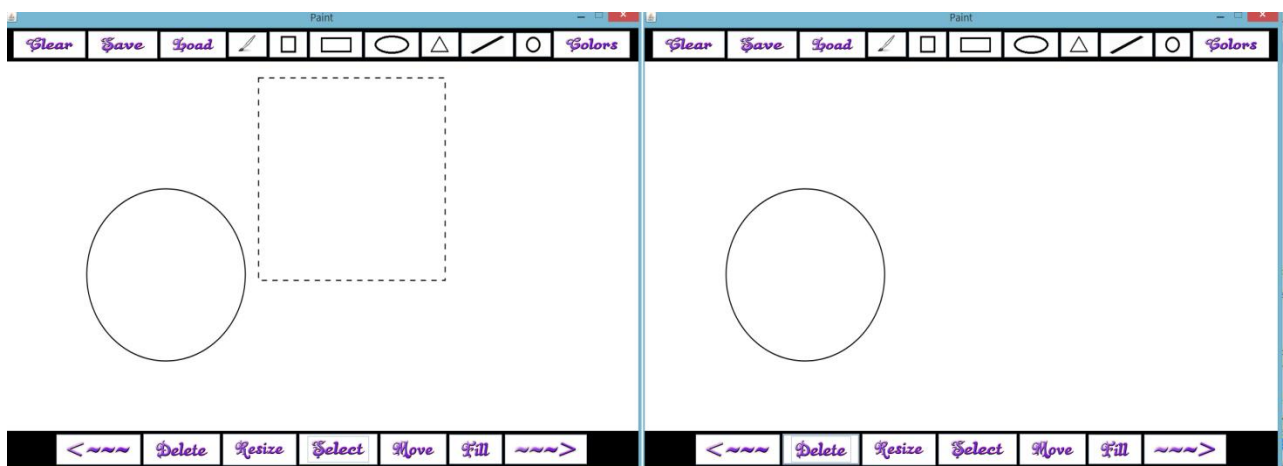 Paint
Clear Save Load Colors
< ~~~ Delete Resize Select Move Fill ~~~ >
Paint
Clear Save Load Colors
< ~~~ Delete Resize Select Move Fill ~~~ >